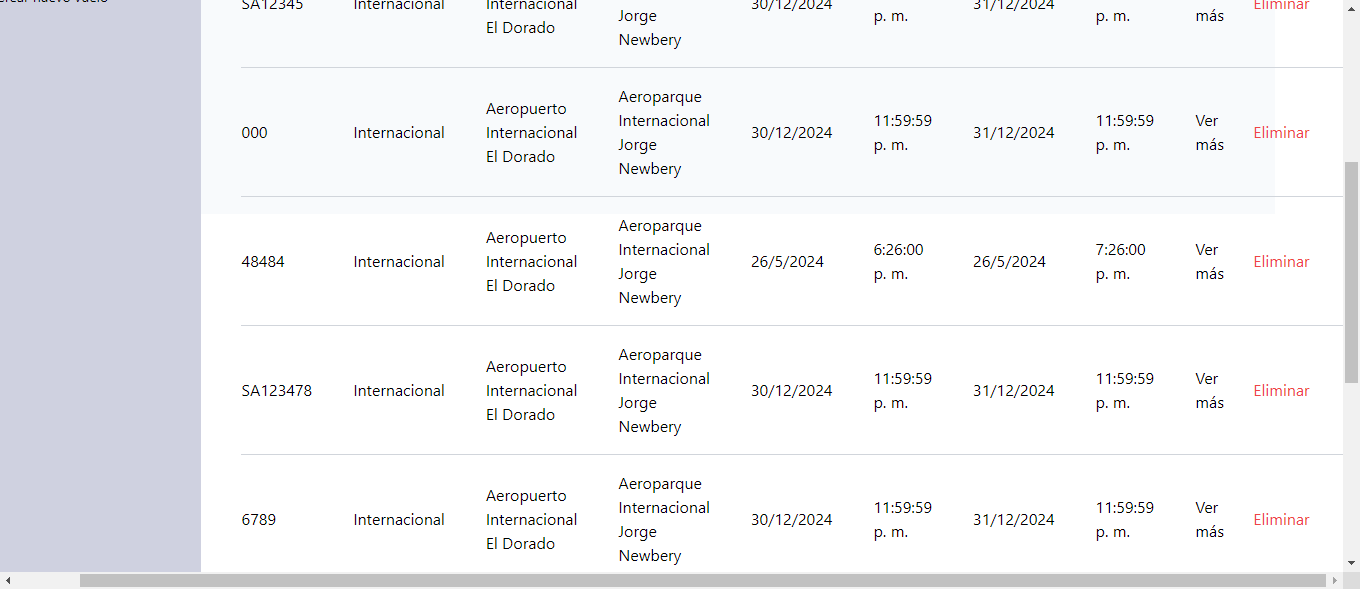 nuevo vuelo
SA12345 Internacional Internacional El Dorado Jorge Newbery 30/12/2024 p. m. 31/12/2024 p. m. más Eliminar
000 Internacional Aeropuerto Internacional El Dorado Aeroparque Internacional Jorge Newbery 30/12/2024 11:59:59 p. m. 31/12/2024 11:59:59 p. m. Ver más Eliminar
48484 Internacional Aeropuerto Internacional El Dorado Aeroparque Internacional Jorge Newbery 26/5/2024 6:26:00 p. m. 26/5/2024 7:26:00 p. m. Ver más Eliminar
SA123478 Internacional Aeropuerto Internacional El Dorado Aeroparque Internacional Jorge Newbery 30/12/2024 11:59:59 p. m. 31/12/2024 11:59:59 p. m. Ver más Eliminar
6789 Internacional Aeropuerto Internacional El Dorado Aeroparque Internacional Jorge Newbery 30/12/2024 11:59:59 p. m. 31/12/2024 11:59:59 p. m. Ver más Eliminar